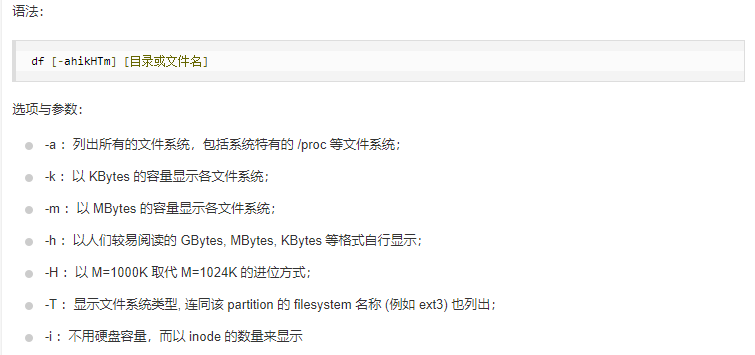 语法：
df [-ahikHTm] [目录或文件名]
选项与参数：
-a ：列出所有的文件系统，包括系统特有的 /proc 等文件系统；
-k ：以 KBytes 的容量显示各文件系统；
-m ：以 MBytes 的容量显示各文件系统；
-h ：以人们较易阅读的 GBytes, MBytes, KBytes 等格式自行显示；
-H ：以 M=1000K 取代 M=1024K 的进位方式；
-T ：显示文件系统类型, 连同该 partition 的 filesystem 名称 (例如 ext3) 也列出；
-i ：不用硬盘容量，而以 inode 的数量来显示